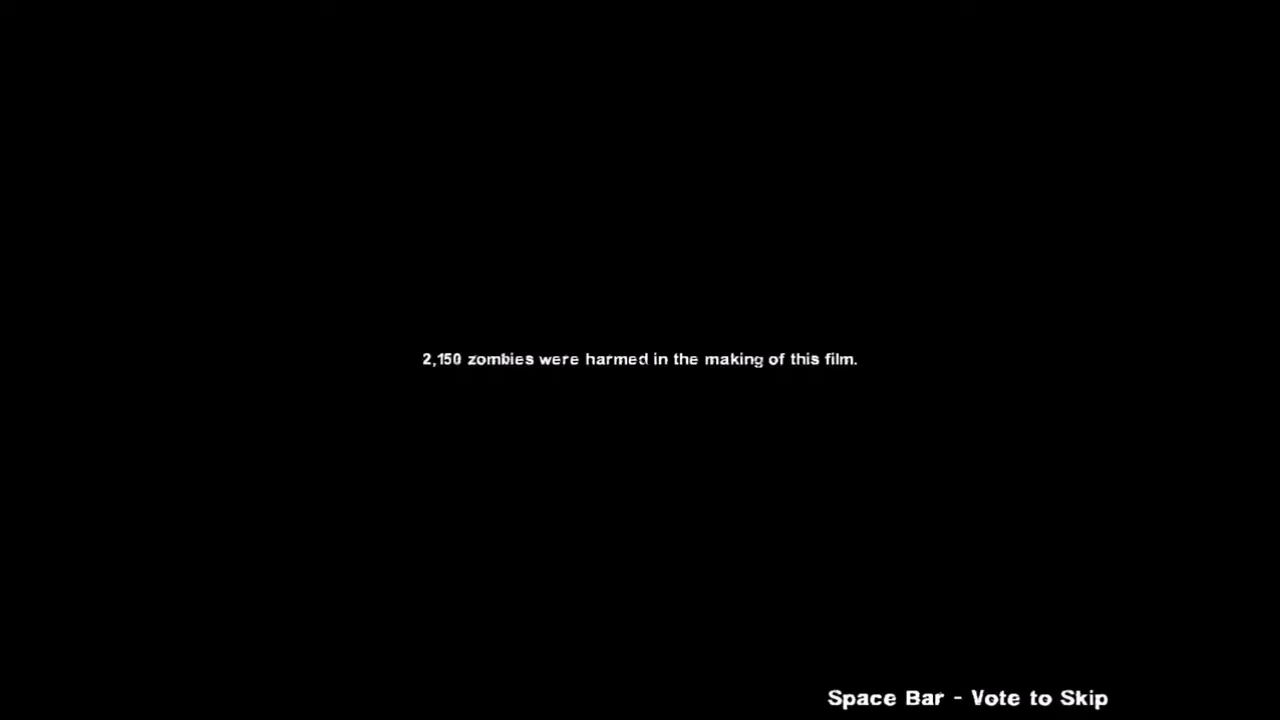 2,150 zombies were harmed in the making of this film.
Space Bar - Vote to Skip